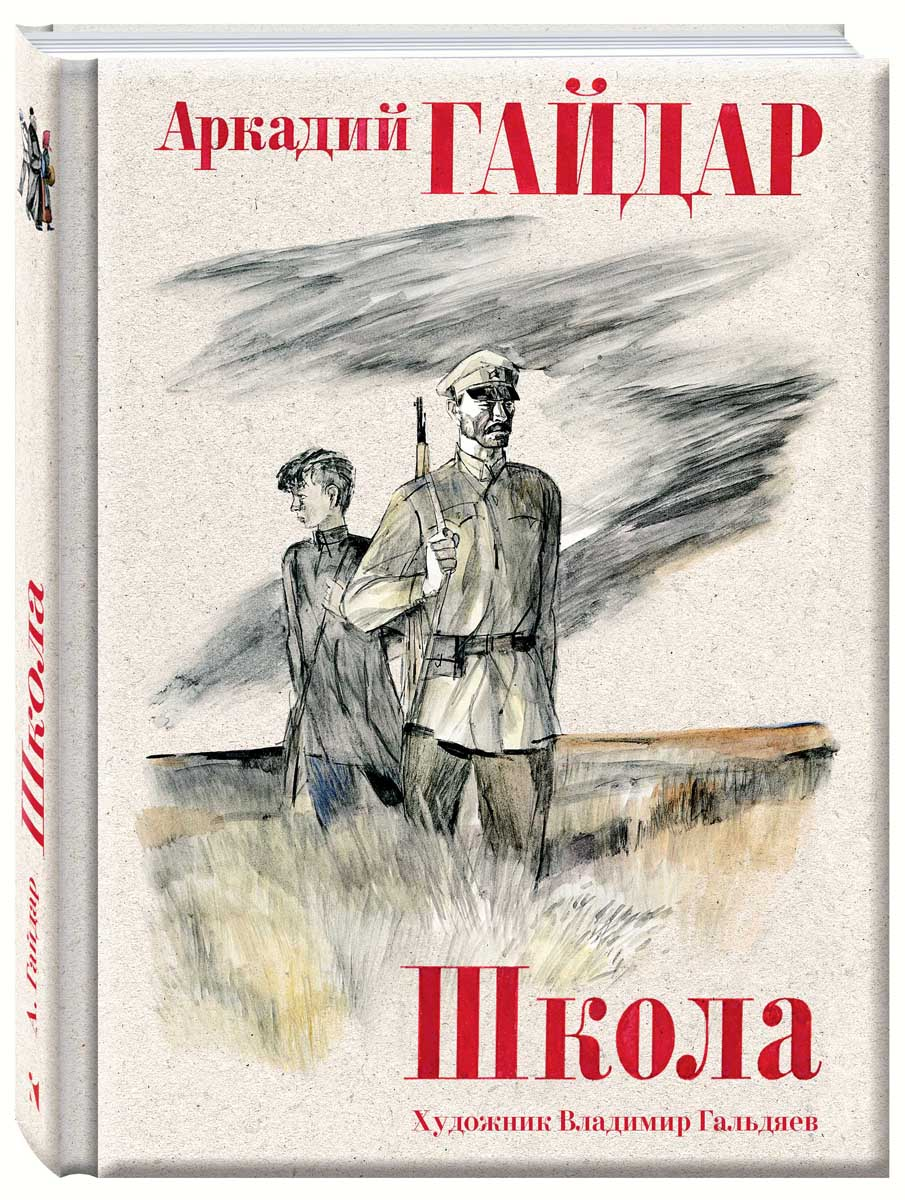 Аркадий ГАЙДАР
Школа
Художник Владимир Гальдяев
А. Гайдар Школа